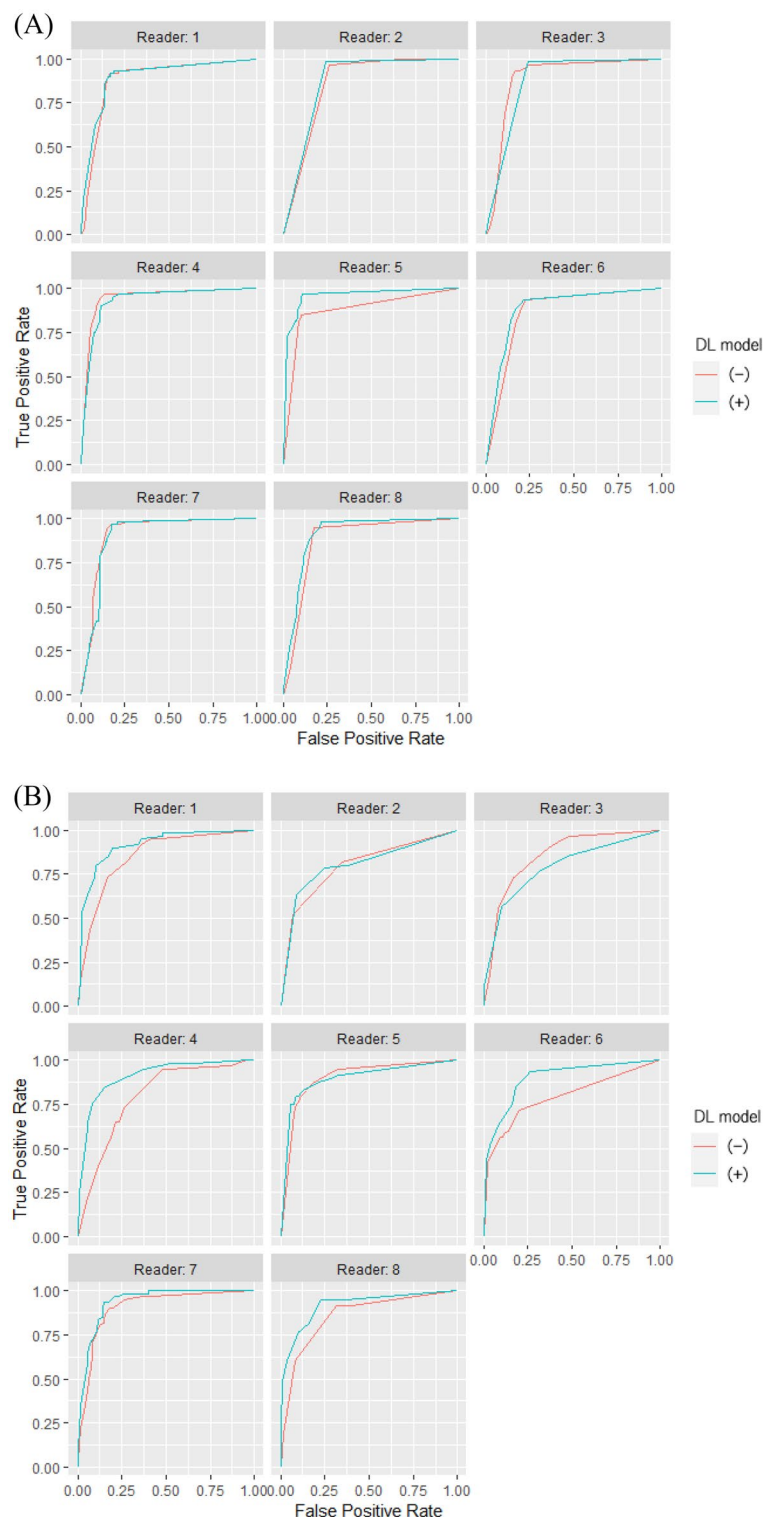 (A)
Reader: 1 Reader: 2 Reader: 3
1.00
0.75
0.50
0.25
0.00
Reader: 4 Reader: 5 Reader: 6
1.00
0.75
0.50
0.25
0.00
0.00 0.25 0.50 0.75 1.00
Reader: 7 Reader: 8
1.00
0.75
0.50
0.25
0.00
0.00 0.25 0.50 0.75 1.00 0.00 0.25 0.50 0.75 1.00
False Positive Rate
True Positive Rate
DL model
(−)
(+)
(B)
Reader: 1 Reader: 2 Reader: 3
1.00
0.75
0.50
0.25
0.00
Reader: 4 Reader: 5 Reader: 6
1.00
0.75
0.50
0.25
0.00
0.00 0.25 0.50 0.75 1.00
Reader: 7 Reader: 8
1.00
0.75
0.50
0.25
0.00
0.00 0.25 0.50 0.75 1.00 0.00 0.25 0.50 0.75 1.00
False Positive Rate
True Positive Rate
DL model
(−)
(+)